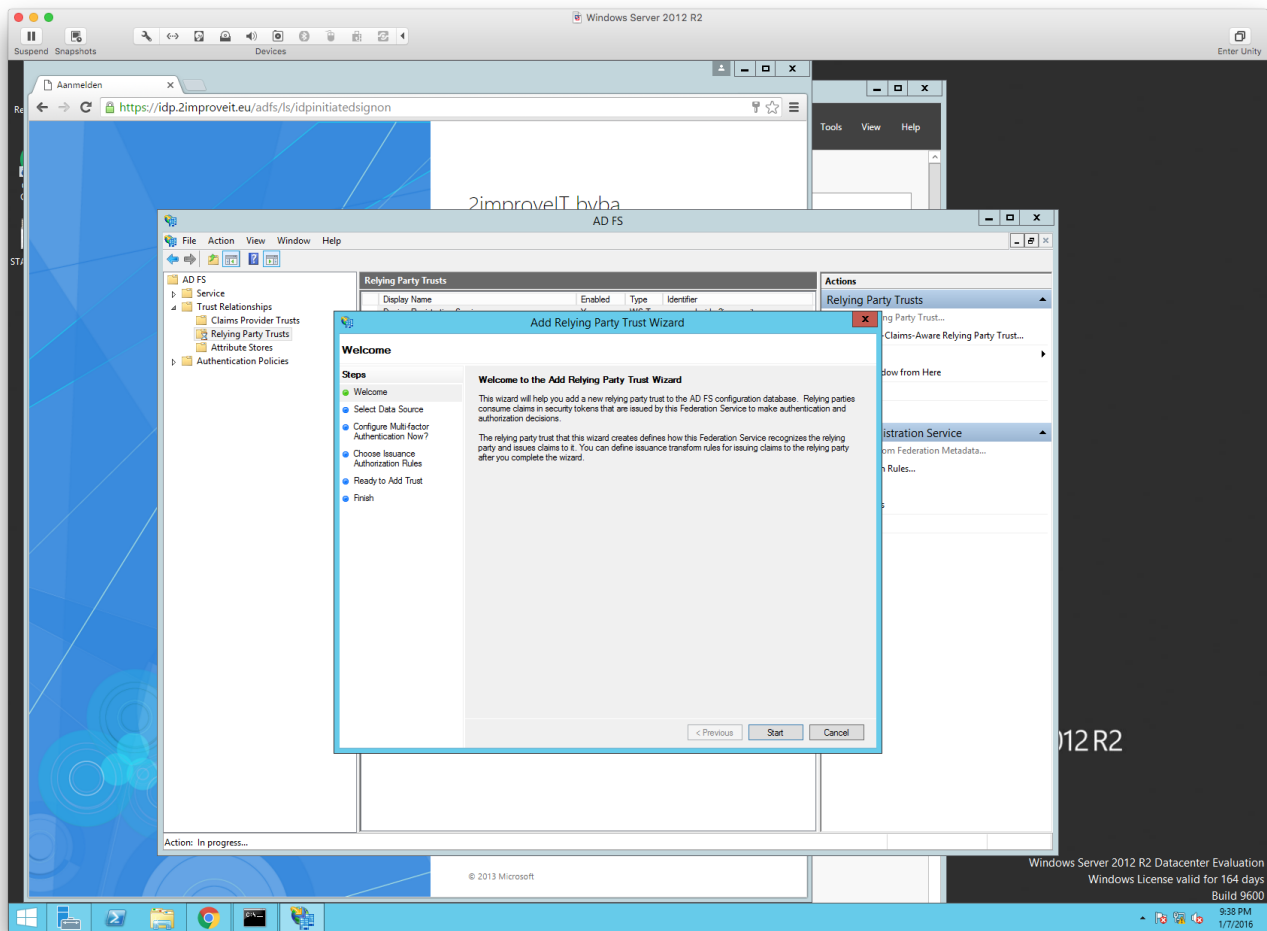 Windows Server 2012 R2
Suspend
Snapshots
Devices
Enter Unity
Aanmelden
https://idp.2improveit.eu/adfs/ls/idpinitiatedsignon
Tools View Help
2improveIT bvba
AD FS
File Action View Window Help
AD FS
Service
Trust Relationships
Claims Provider Trusts
Relying Party Trusts
Attribute Stores
Authentication Policies
Relying Party Trusts
Display Name Enabled Type Identifier
Actions
Relying Party Trusts
ng Party Trust...
-Claims-Aware Relying Party Trust...
dow from Here
istration Service
om Federation Metadata...
n Rules...
s
Add Relying Party Trust Wizard
Welcome
Steps
Welcome
Select Data Source
Configure Multi-factor
Authentication Now?
Choose Issuance
Authorization Rules
Ready to Add Trust
Finish
Welcome to the Add Relying Party Trust Wizard
This wizard will help you add a new relying party trust to the AD FS configuration database. Relying parties
consume claims in security tokens that are issued by this Federation Service to make authentication and
authorization decisions.
The relying party trust that this wizard creates defines how this Federation Service recognizes the relying
party and issues claims to it. You can define issuance transform rules for issuing claims to the relying party
after you complete the wizard.
< Previous
Start
Cancel
Action: In progress...
© 2013 Microsoft
012 R2
Windows Server 2012 R2 Datacenter Evaluation
Windows License valid for 164 days
Build 9600
9:38 PM
1/7/2016